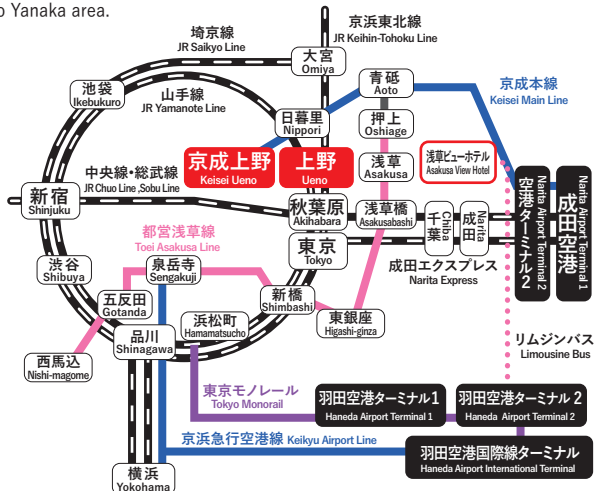 o Yanaka area.
埼京線
JR Saikyo Line
京浜東北線
JR Keihin-Tohoku Line
大宮
Omiya
池袋
Ikebukuro
山手線
JR Yamanote Line
青砥
Aoto
京成本線
Keisei Main Line
日暮里
Nippori
押上
Oshiage
京成上野
Keisei Ueno
上野
Ueno
浅草
Asakusa
浅草ビューホテル
Asakusa View Hotel
中央線・総武線
JR Chuo Line ,Sobu Line
新宿
Shinjuku
秋葉原
Akihabara
浅草橋
Asakusabashi
千葉
Chiba
成田
Narita
空港ターミナル2
Narita Airport Terminal 2
成田空港
Narita Airport Terminal 1
都営浅草線
Toei Asakusa Line
東京
Tokyo
成田エクスプレス
Narita Express
渋谷
Shibuya
泉岳寺
Sengakuji
五反田
Gotanda
新橋
Shimbashi
東銀座
Higashi-ginza
浜松町
Hamamatsucho
品川
Shinagawa
西馬込
Nishi-magome
リムジンバス
Limousine Bus
東京モノレール
Tokyo Monorail
羽田空港ターミナル1
Haneda Airport Terminal 1
羽田空港ターミナル 2
Haneda Airport Terminal 2
京浜急行空港線 Keikyu Airport Line
羽田空港国際線ターミナル
Haneda Airport International Terminal
横浜
Yokohama